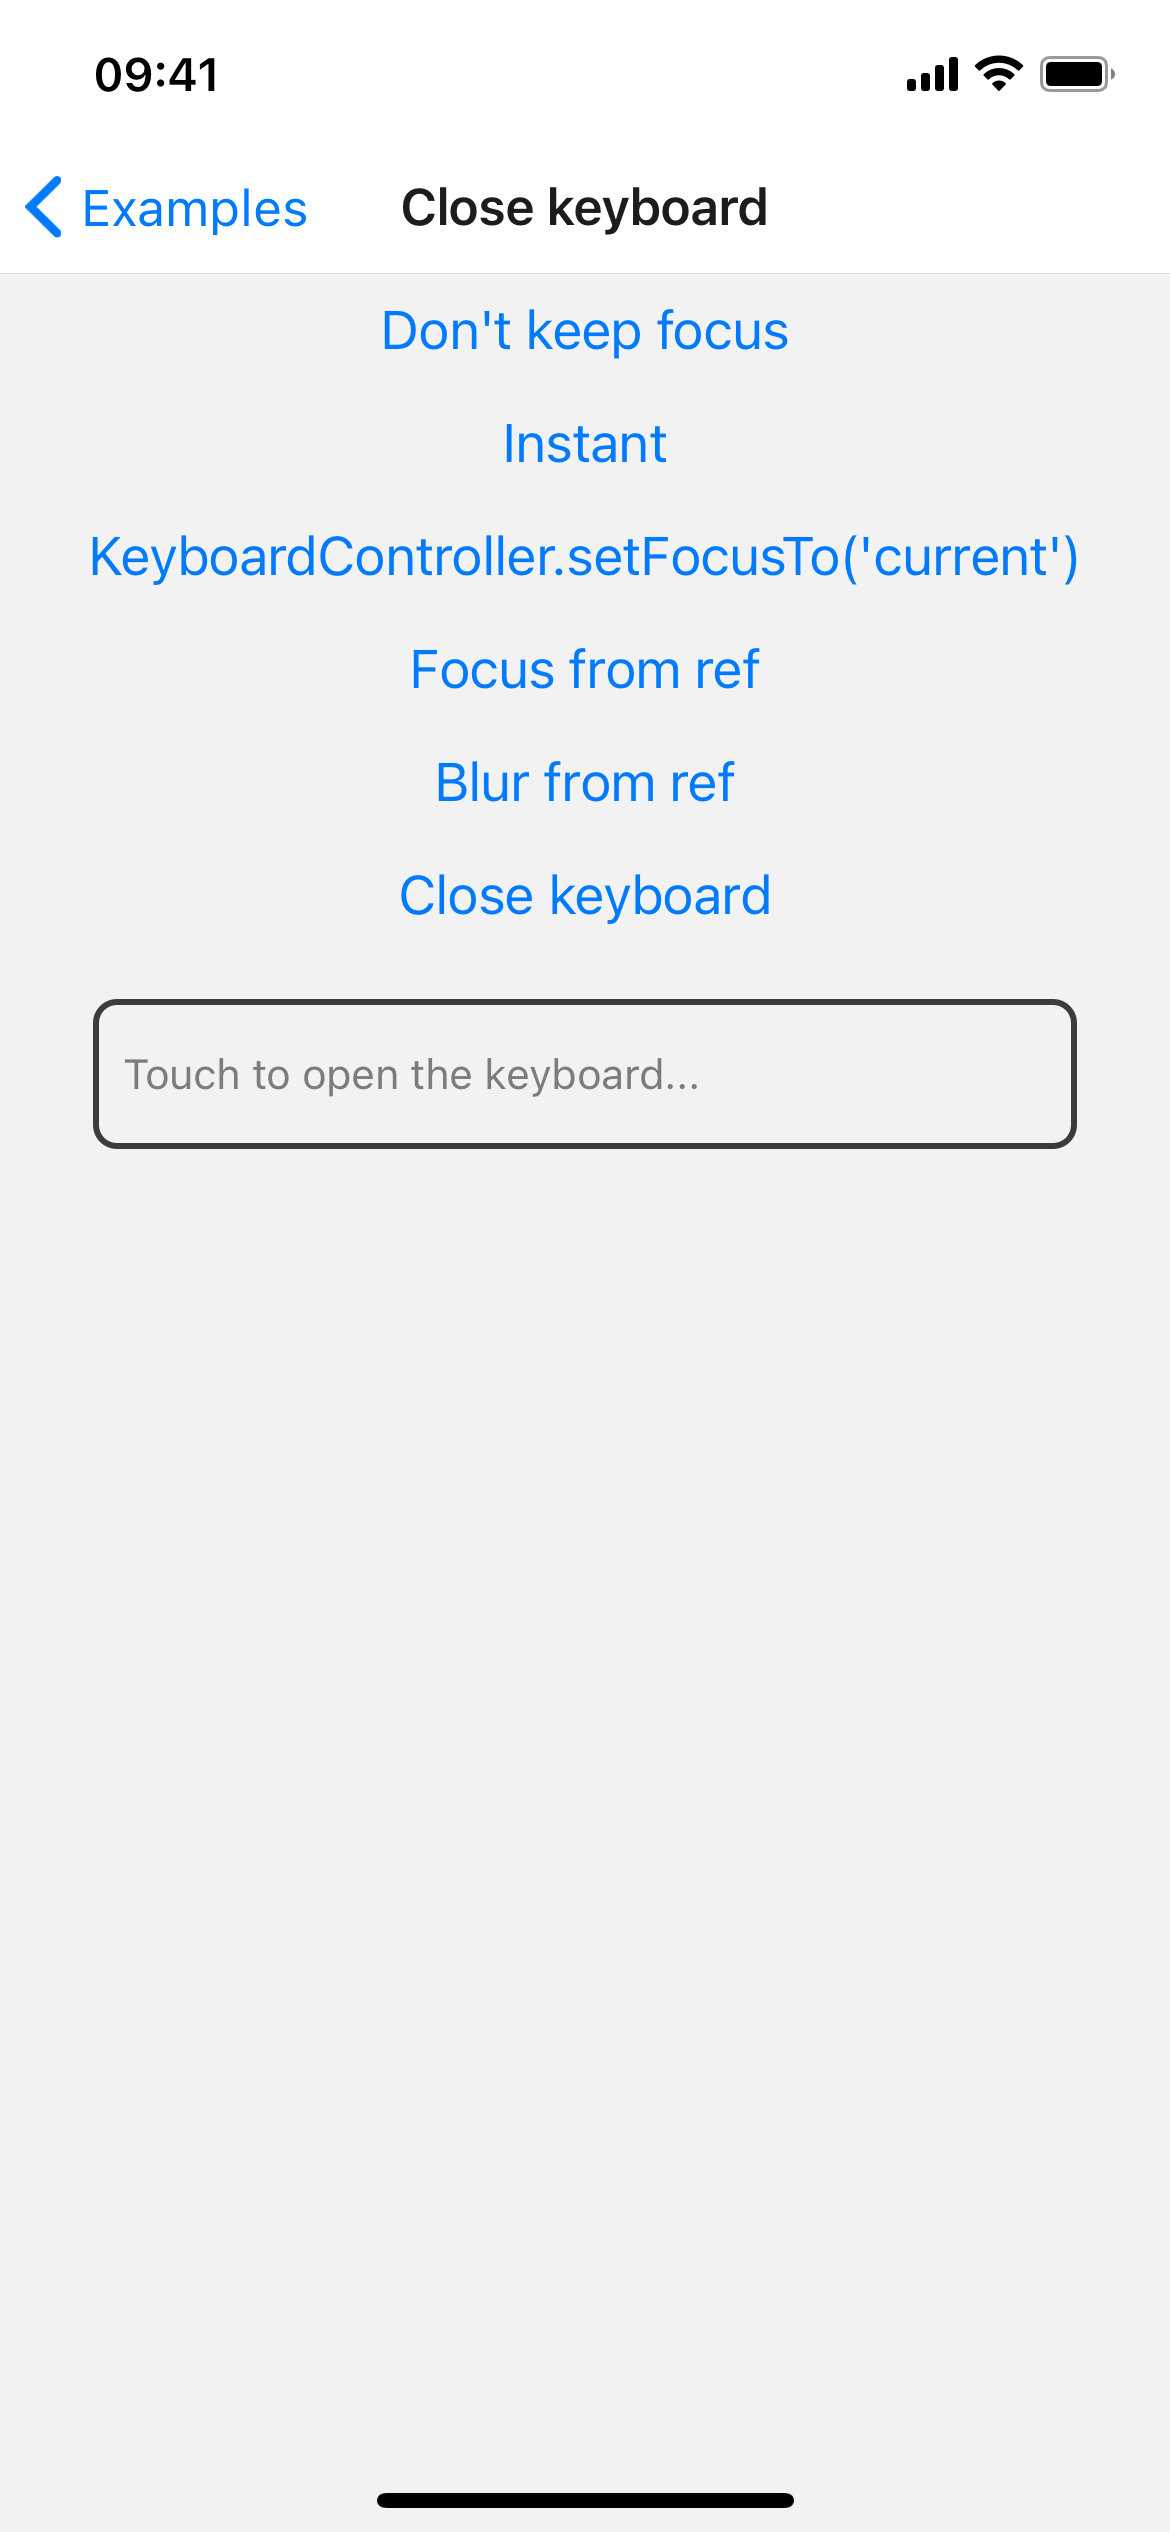 09:41
Examples
Close keyboard
Don't keep focus
Instant
KeyboardController.setFocusTo('current')
Focus from ref
Blur from ref
Close keyboard
Touch to open the keyboard...